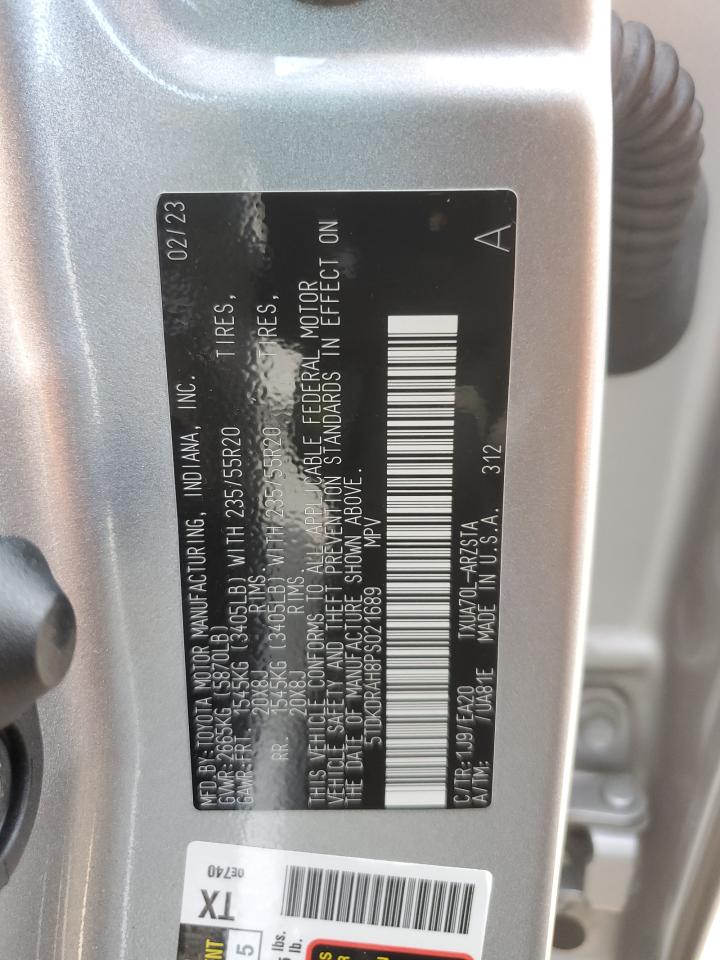 MFD BY: TOYOTA MOTOR MANUFACTURING, INDIANA, INC. 02/23
GVWR: 2665KG (5870LB)
GAWR: FRT. 1545KG (3405LB) WITH 235/55R20 TIRES,
20X8J RIMS
RR. 1545KG (3405LB) WITH 235/55R20 TIRES,
20X8J RIMS
THIS VEHICLE CONFORMS TO ALL APPLICABLE FEDERAL MOTOR
VEHICLE SAFETY AND THEFT PREVENTION STANDARDS IN EFFECT ON
THE DATE OF MANUFACTURE SHOWN ABOVE.
5TDKDRAH8PS021689 MPV
C/TR: 1J9/EA20 TXUA70L-ARZSTA
A/TM: /UA81E MADE IN U.S.A. 312 A
TX
0E740
5
lbs.
lb.